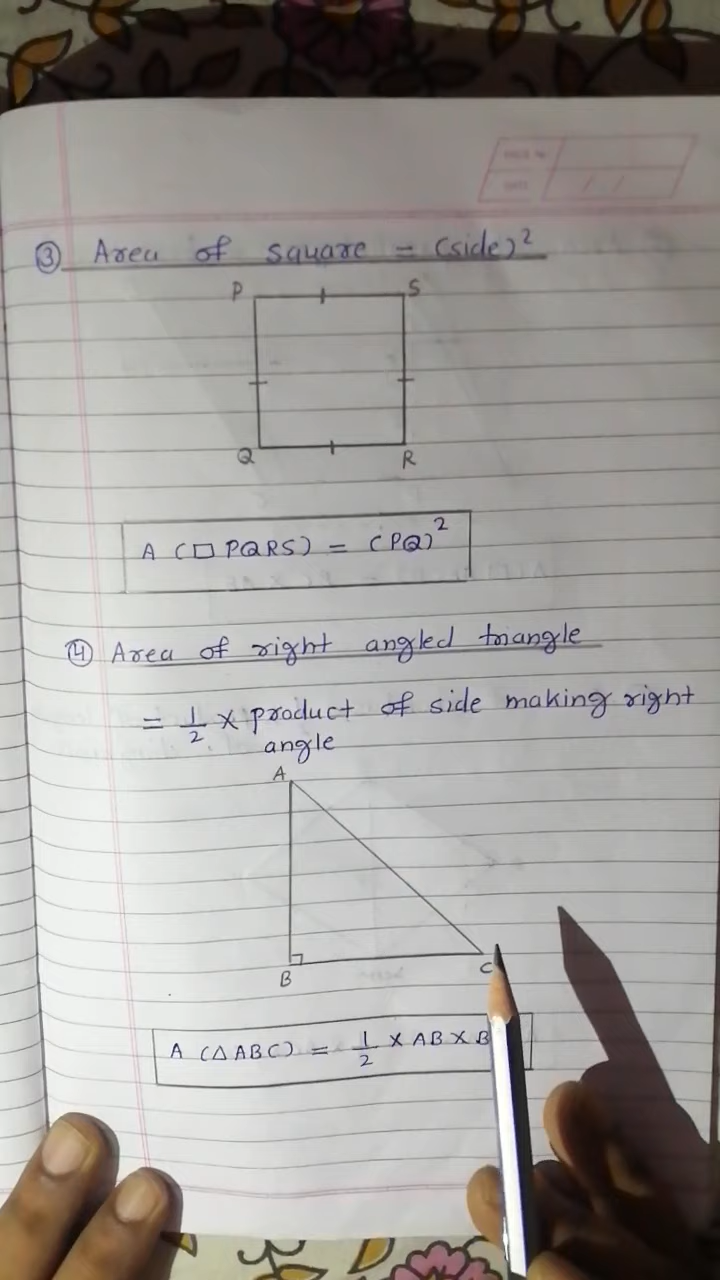 ③ Area of square = (side)²
P S
Q R
A (□ PQRS) = (PQ)²
④ Area of right angled triangle
= 1/2 × product of side making right
angle
A
B C
A (△ ABC) = 1/2 × AB × B